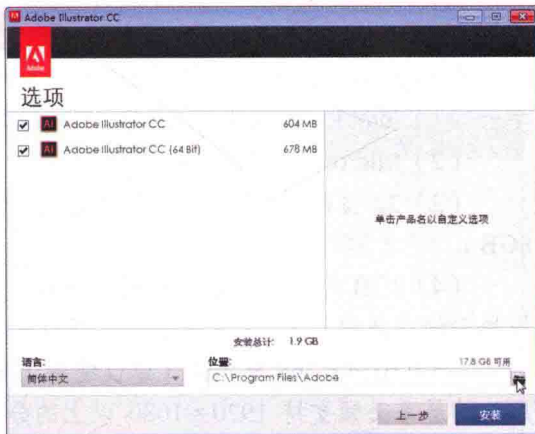 Adobe Illustrator CC
Adobe
选项
Adobe Illustrator CC 604 MB
Adobe Illustrator CC (64 Bit) 678 MB
单击产品名以自定义选项
安装总计: 1.9 GB
语言:
简体中文
位置: 17.8 GB 可用
C:\Program Files\Adobe
上一步 安装